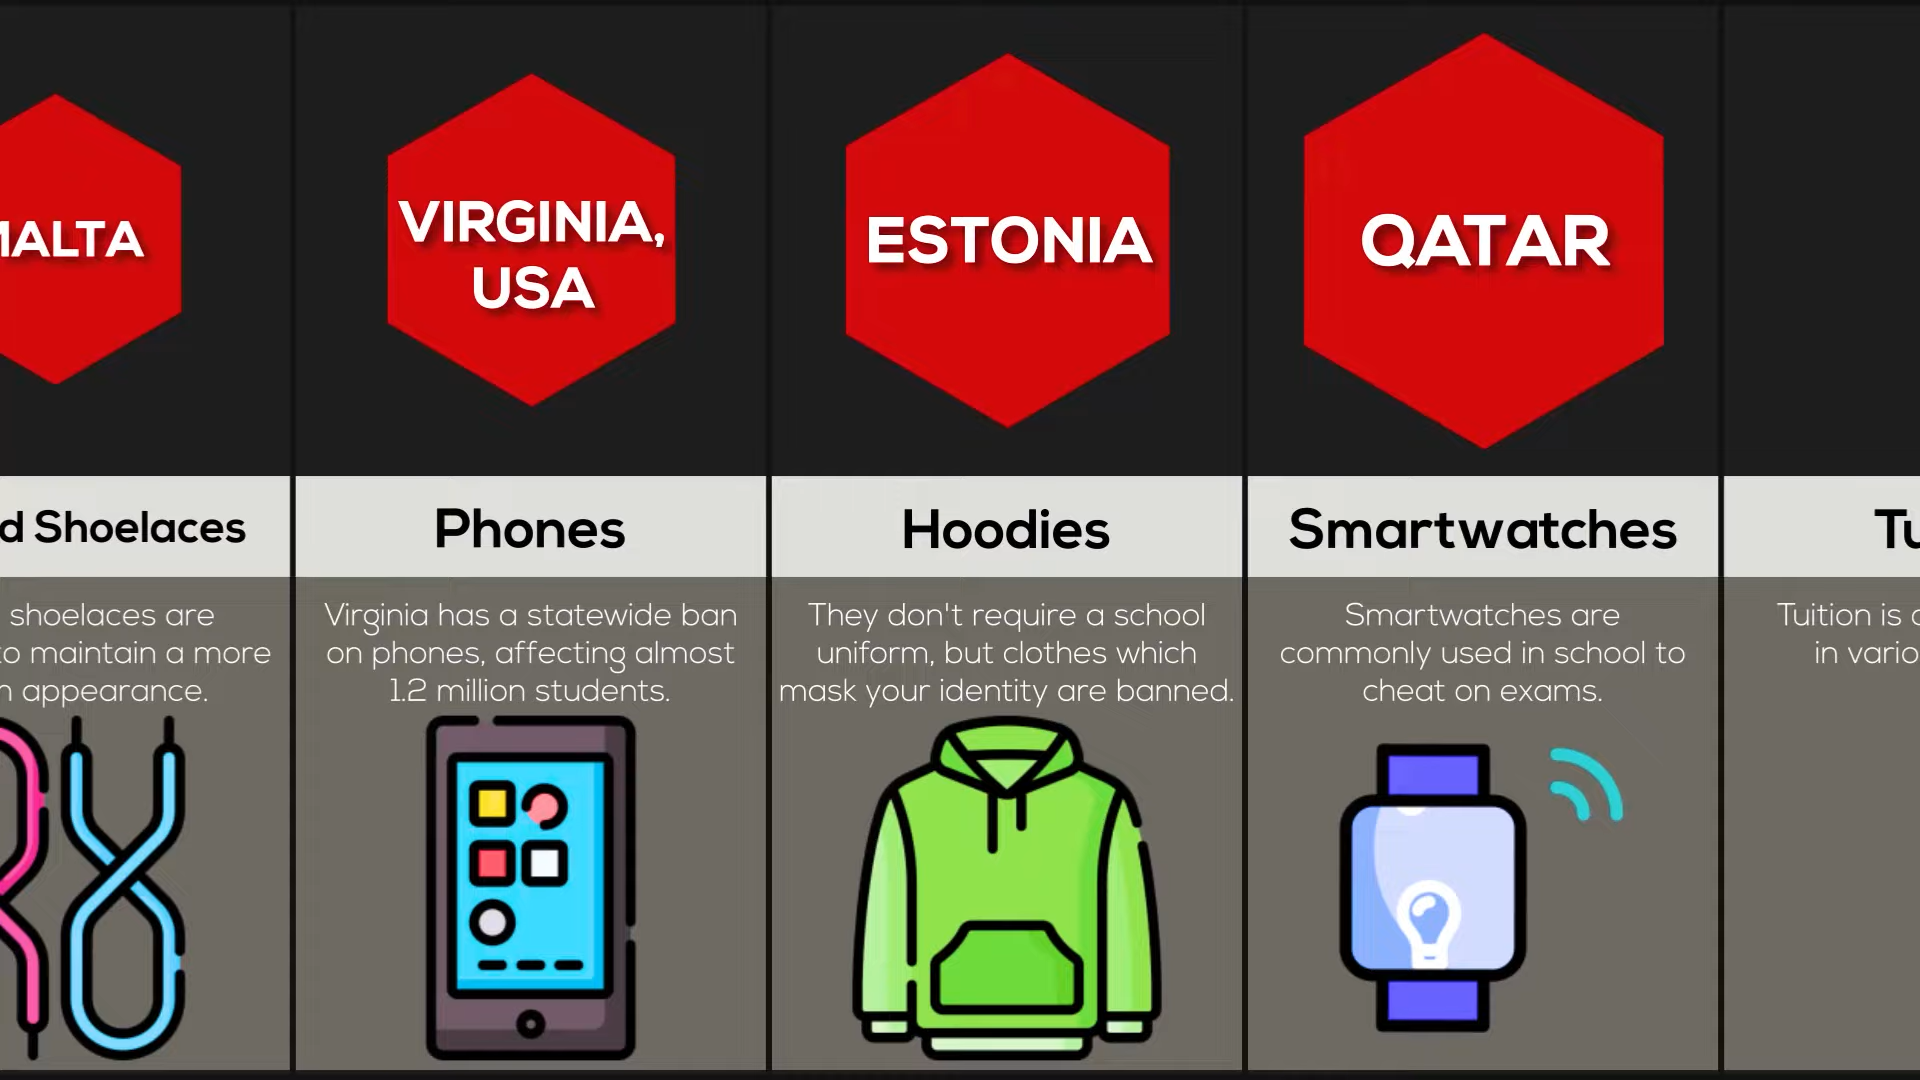 VIRGINIA,
USA
ESTONIA
QATAR
d Shoelaces
Phones
Hoodies
Smartwatches
shoelaces are
to maintain a more
appearance.
Virginia has a statewide ban
on phones, affecting almost
1.2 million students.
They don't require a school
uniform, but clothes which
mask your identity are banned.
Smartwatches are
commonly used in school to
cheat on exams.
Tuition is
in